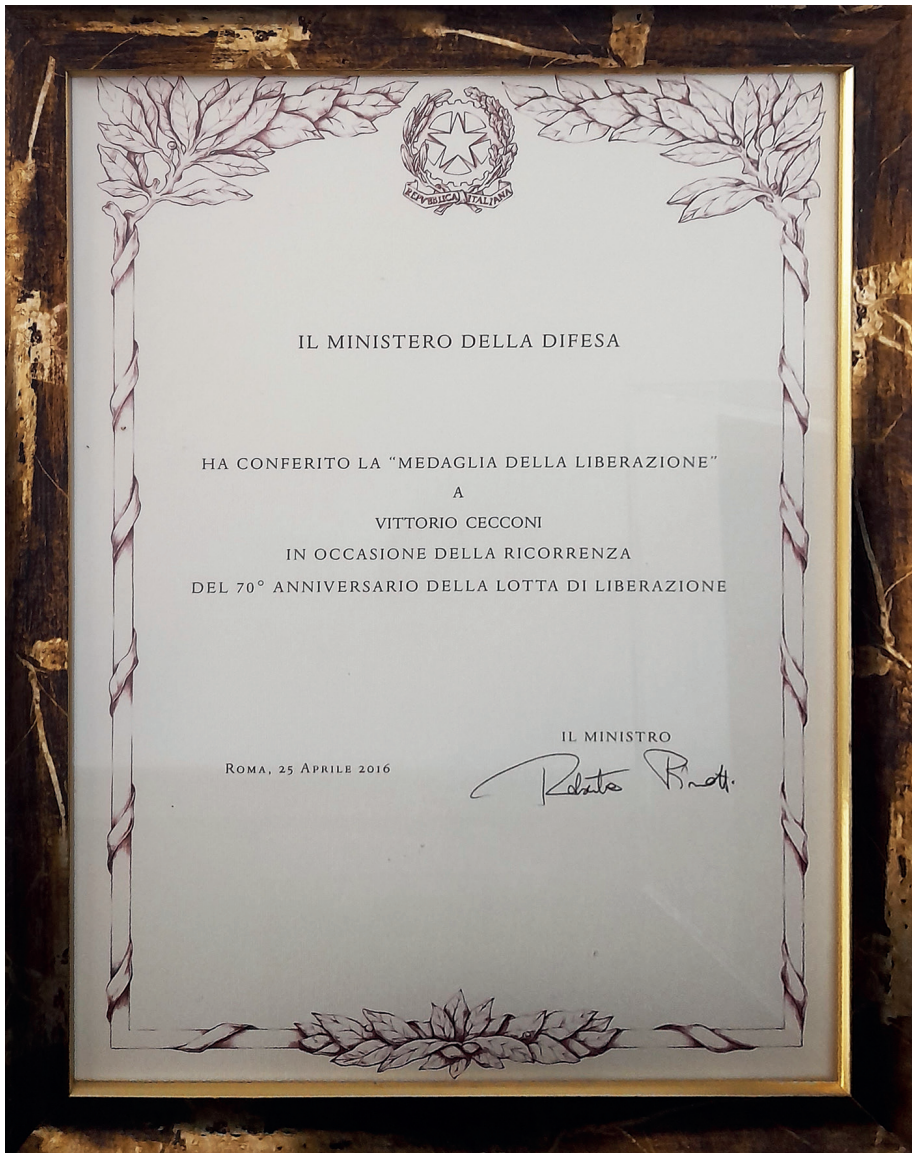 REPVBBLICA ITALIANA
IL MINISTERO DELLA DIFESA
HA CONFERITO LA "MEDAGLIA DELLA LIBERAZIONE"
A
VITTORIO CECCONI
IN OCCASIONE DELLA RICORRENZA
DEL 70° ANNIVERSARIO DELLA LOTTA DI LIBERAZIONE
IL MINISTRO
ROMA, 25 APRILE 2016